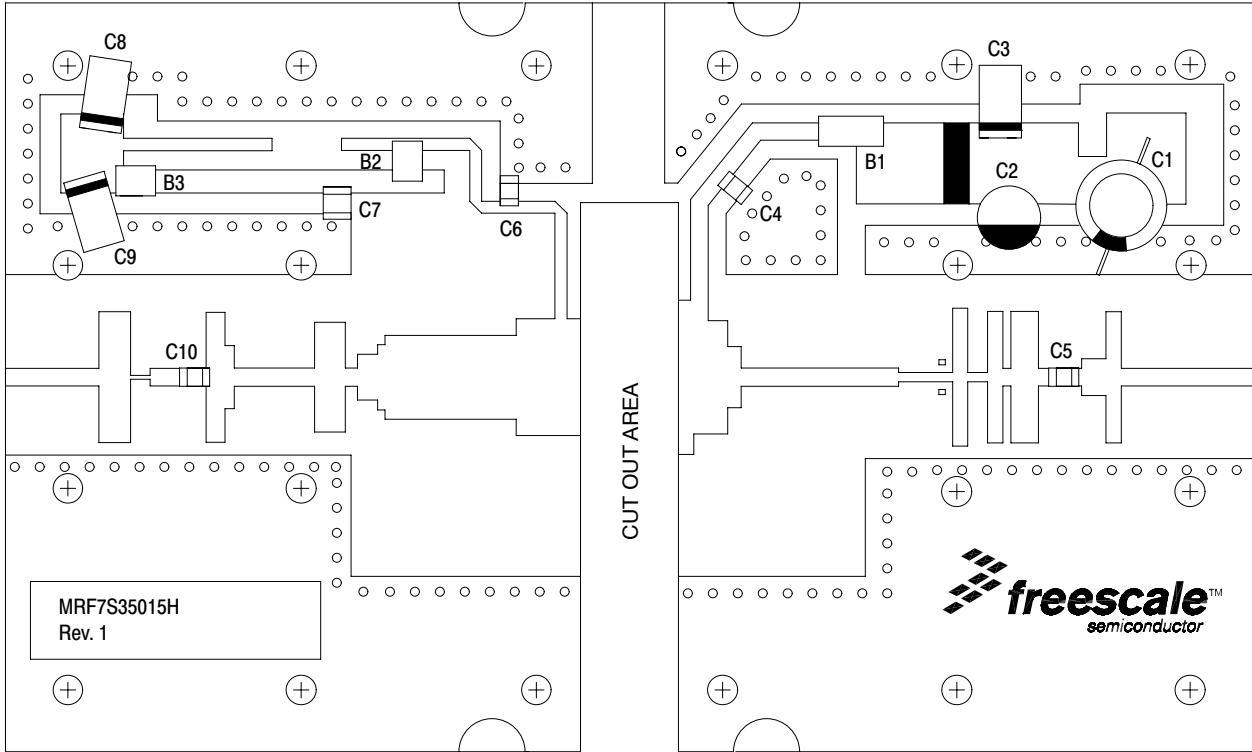 C8
C3
B2
B1
C1
B3
C2
C7
C6
C4
C9
C10
C5
CUT OUT AREA
MRF7S35015H
Rev. 1
freescale™
semiconductor